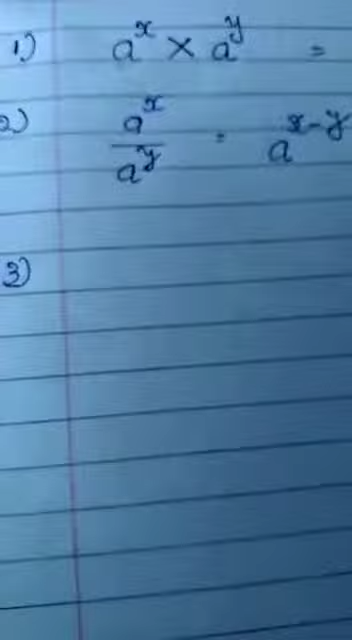 1) a^x × a^y =
2) a^x / a^y = a^x-y
3)